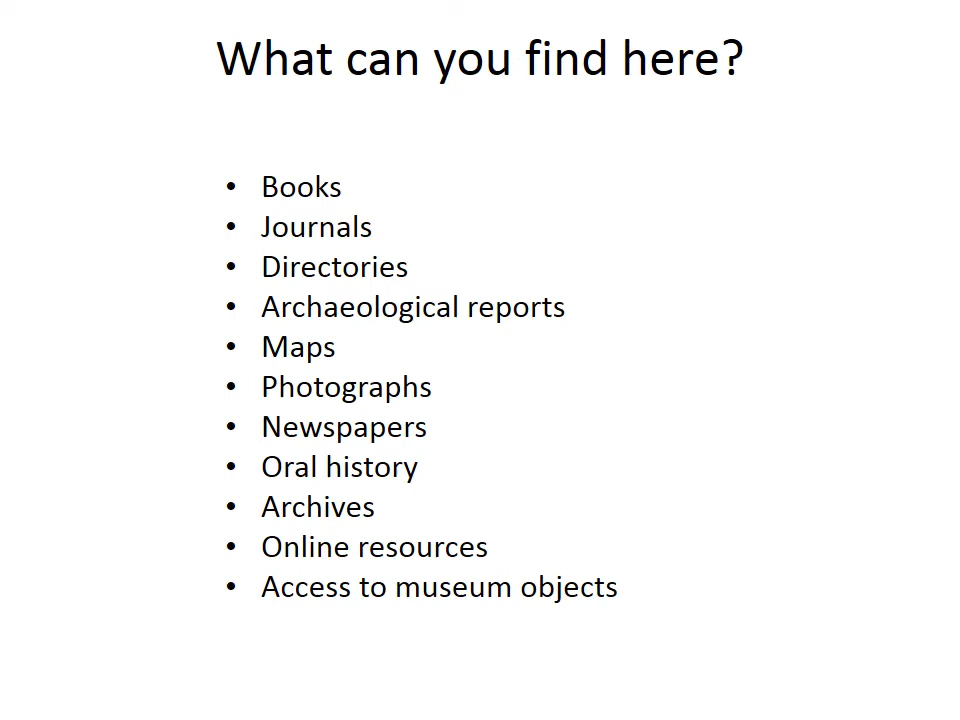 What can you find here?
• Books
• Journals
• Directories
• Archaeological reports
• Maps
• Photographs
• Newspapers
• Oral history
• Archives
• Online resources
• Access to museum objects